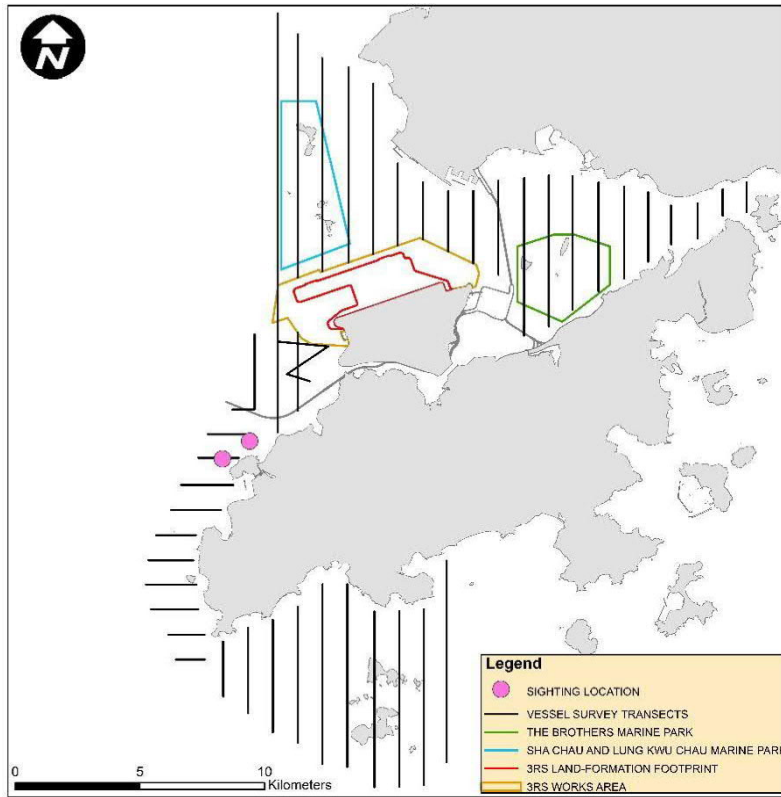 N
Legend
SIGHTING LOCATION
VESSEL SURVEY TRANSECTS
THE BROTHERS MARINE PARK
SHA CHAU AND LUNG KWU CHAU MARINE PARK
3RS LAND-FORMATION FOOTPRINT
3RS WORKS AREA
0 5 10
Kilometers